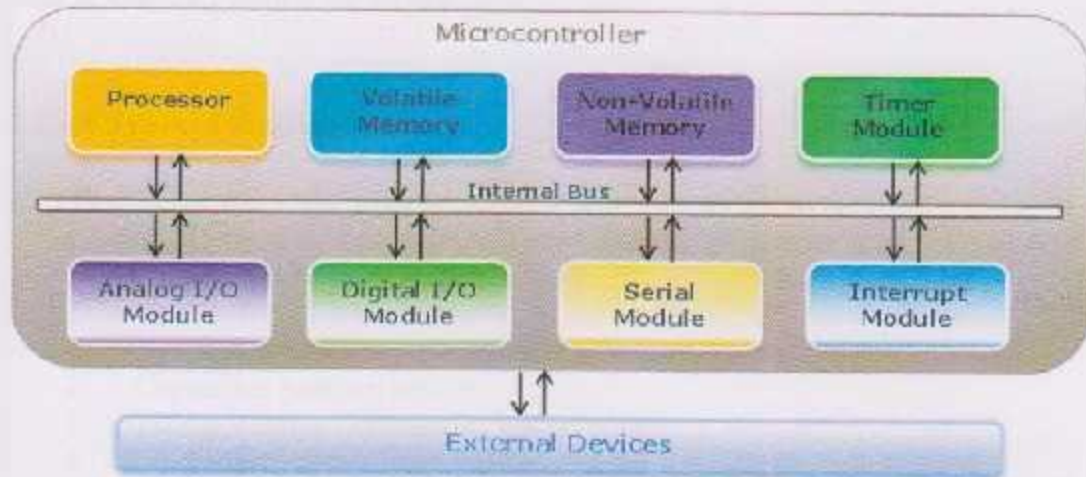 Microcontroller
Processor
Volatile
Memory
Non-Volatile
Memory
Timer
Module
Internal Bus
Analog I/O
Module
Digital I/O
Module
Serial
Module
Interrupt
Module
External Devices